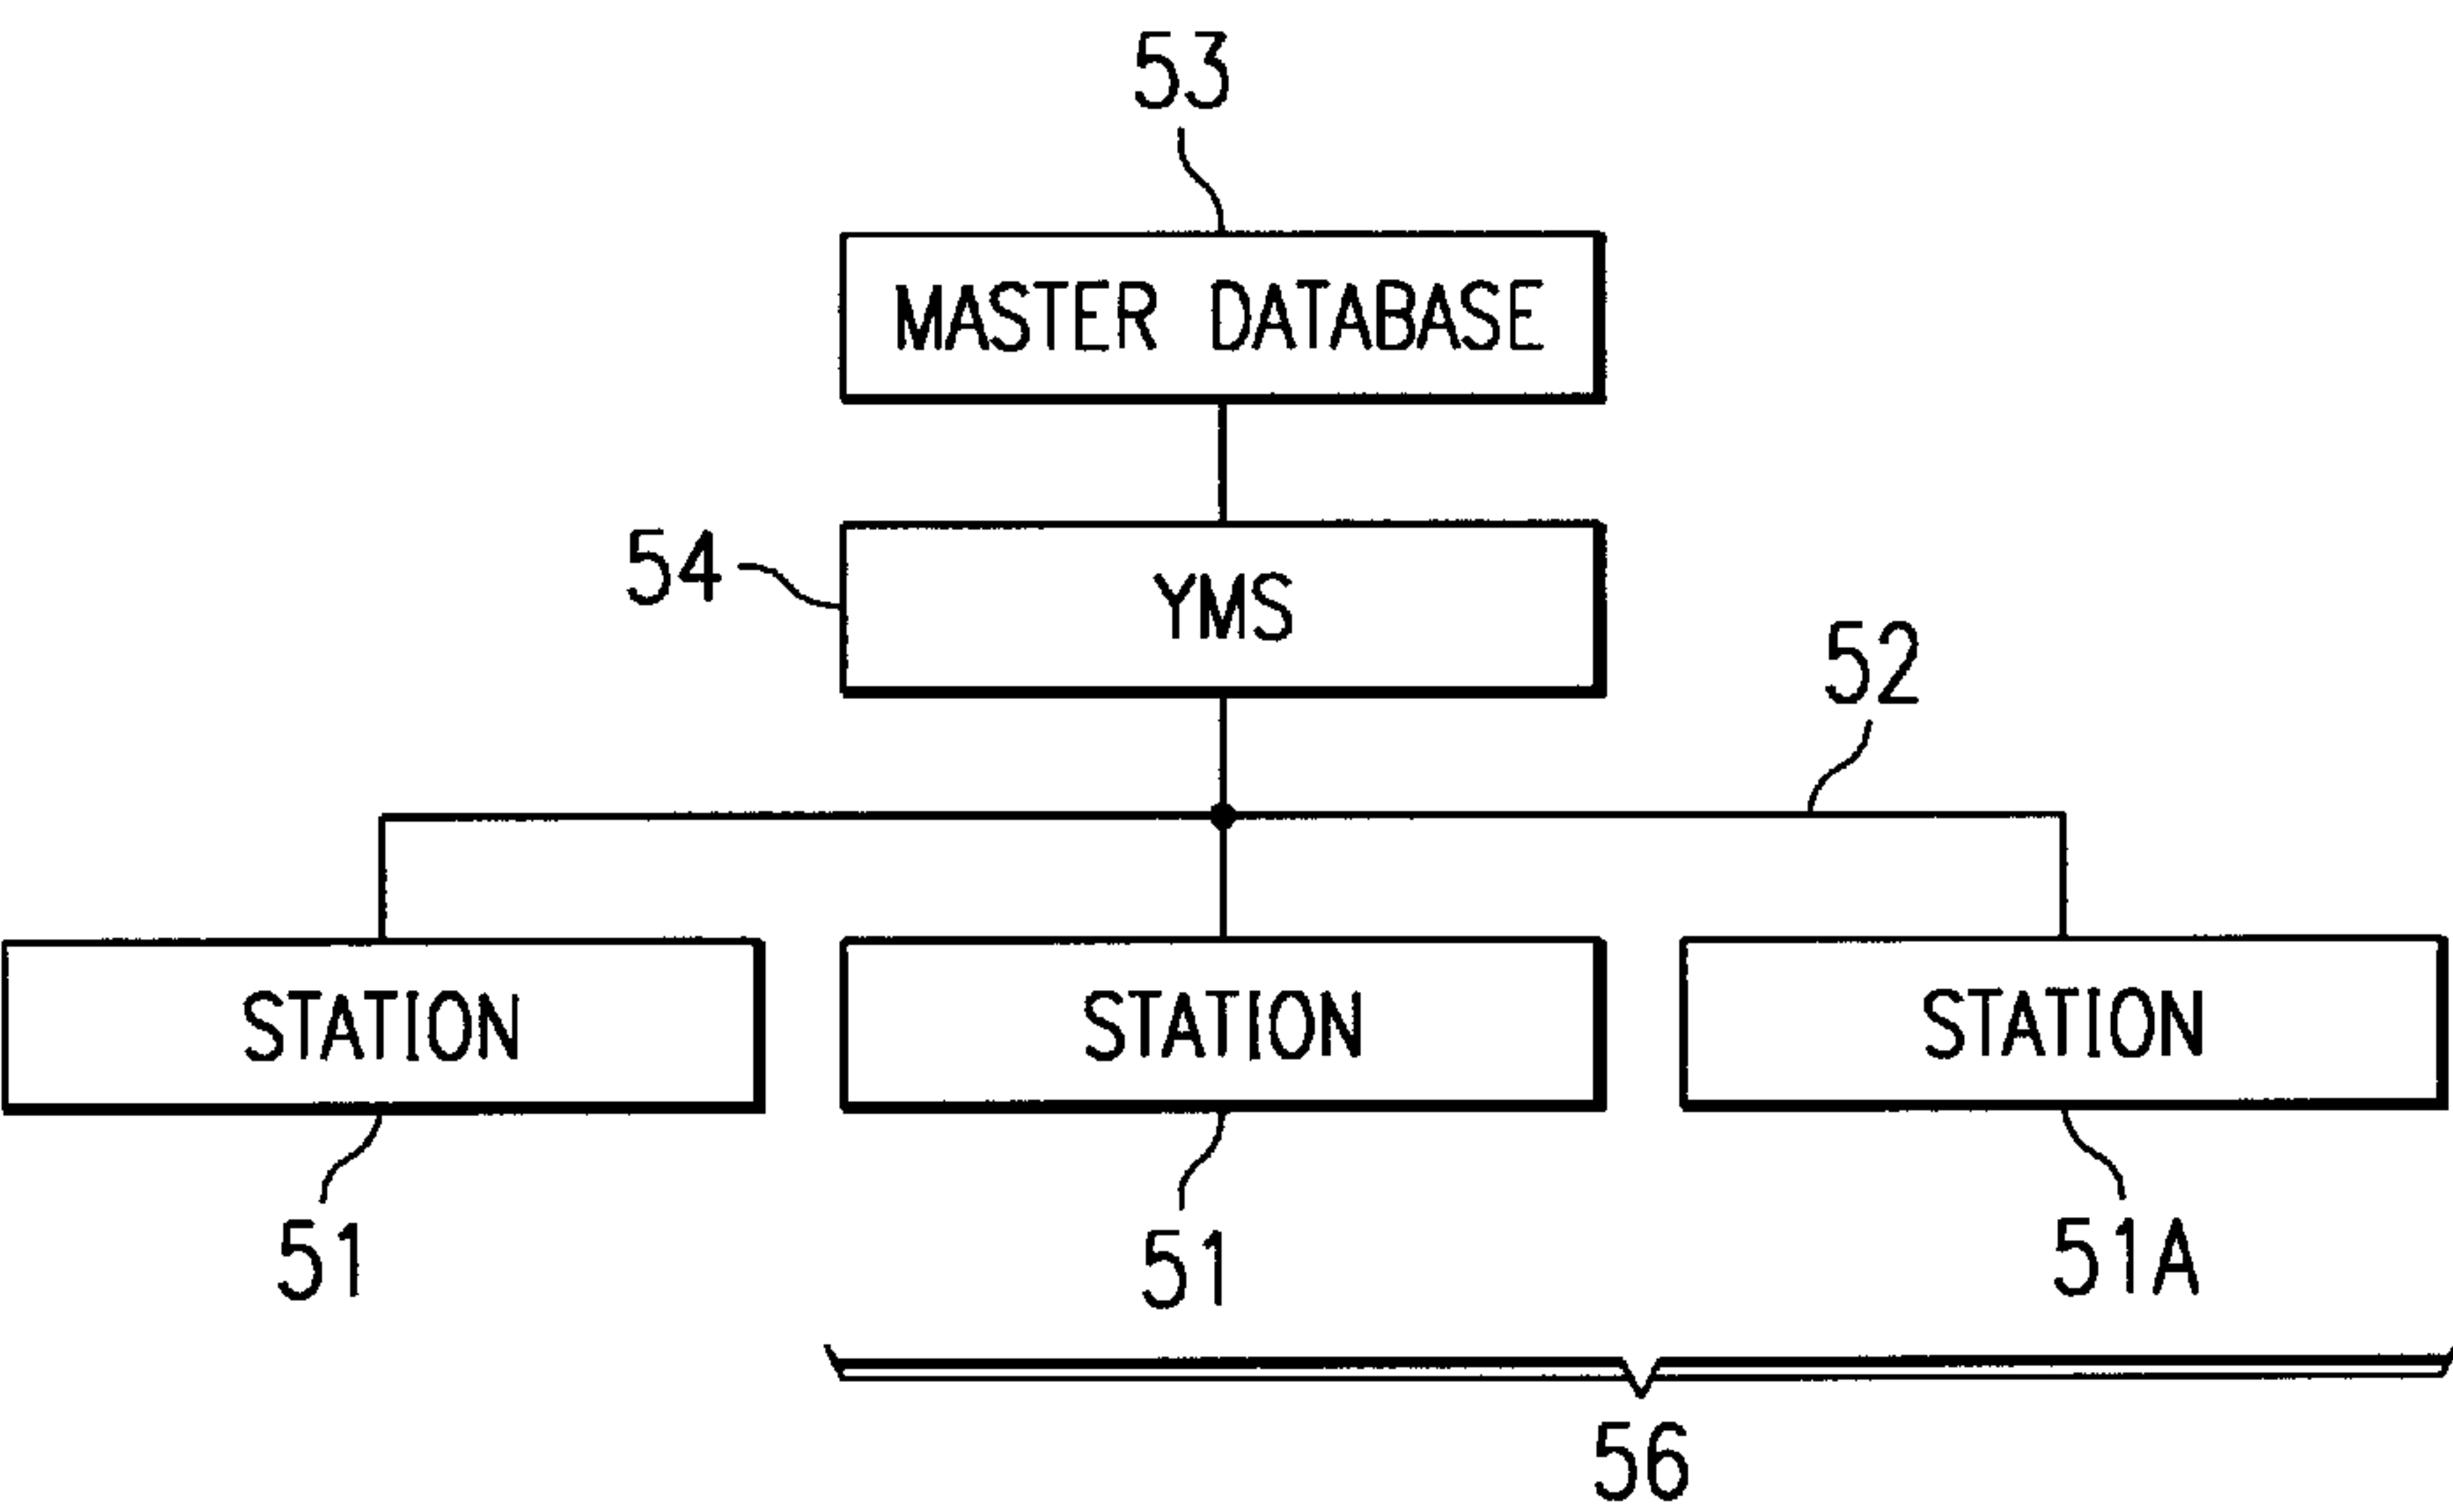 53
MASTER DATABASE
54
YMS
52
STATION
STATION
STATION
51
51
51A
56